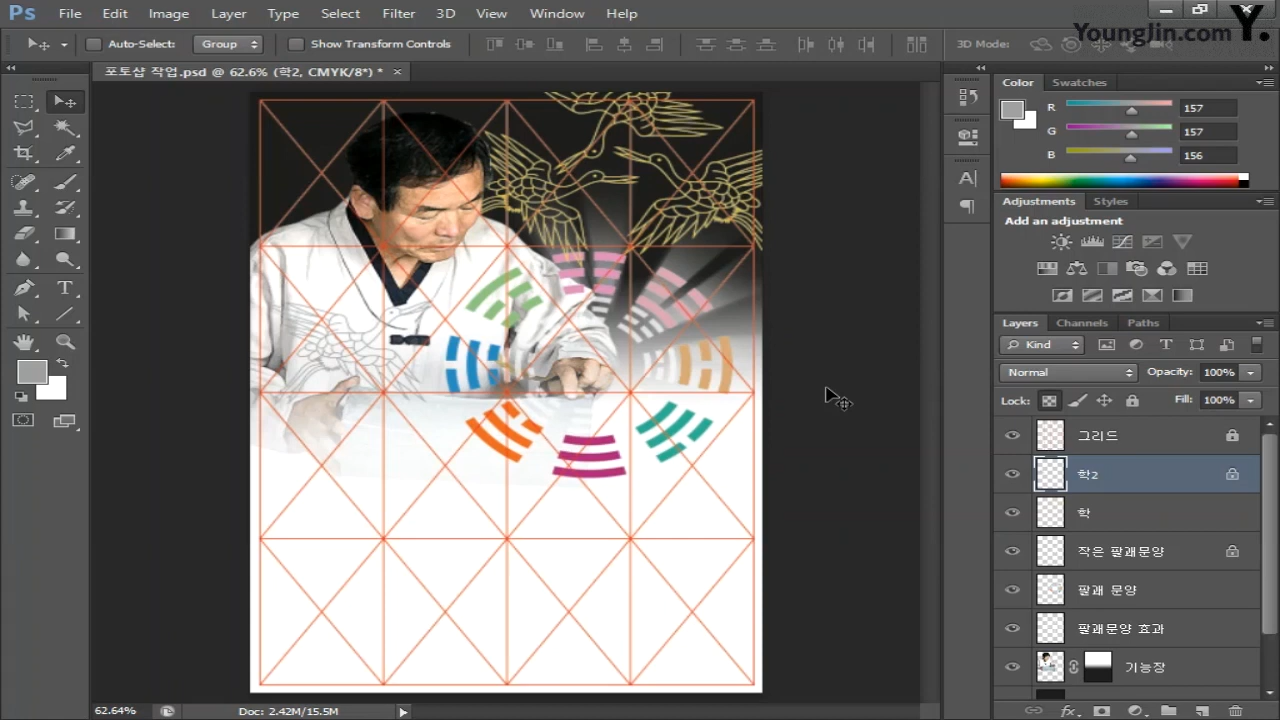 Ps File Edit Image Layer Type Select Filter 3D View Window Help
YoungJin.com Y.
Auto-Select: Group Show Transform Controls 3D Mode:
포토샵 작업.psd @ 62.6% (학2, CMYK/8*) * ×
Color Swatches
R 157
G 157
B 156
Adjustments Styles
Add an adjustment
Layers Channels Paths
Kind
Normal Opacity: 100%
Lock: Fill: 100%
그리드
학2
학
작은 팔괘문양
팔괘 문양
팔괘문양 효과
기능장
62.64% Doc: 2.42M/15.5M